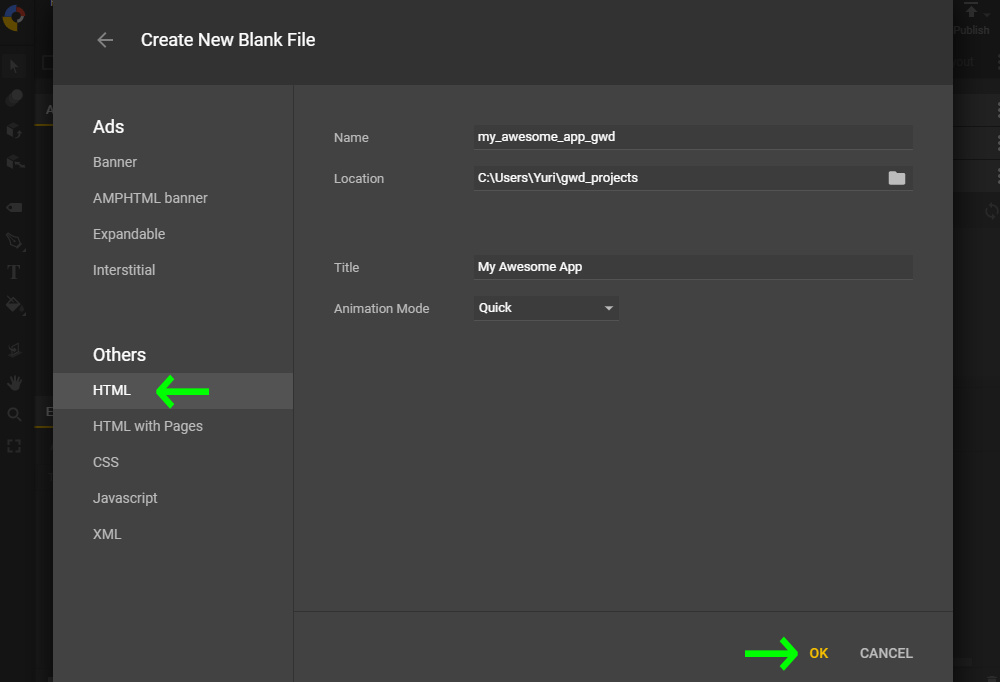 Create New Blank File
Publish
Ads
Banner
AMPHTML banner
Expandable
Interstitial
Others
HTML
HTML with Pages
CSS
Javascript
XML
Name
my_awesome_app_gwd
Location
C:\Users\Yuri\gwd_projects
Title
My Awesome App
Animation Mode
Quick
OK
CANCEL